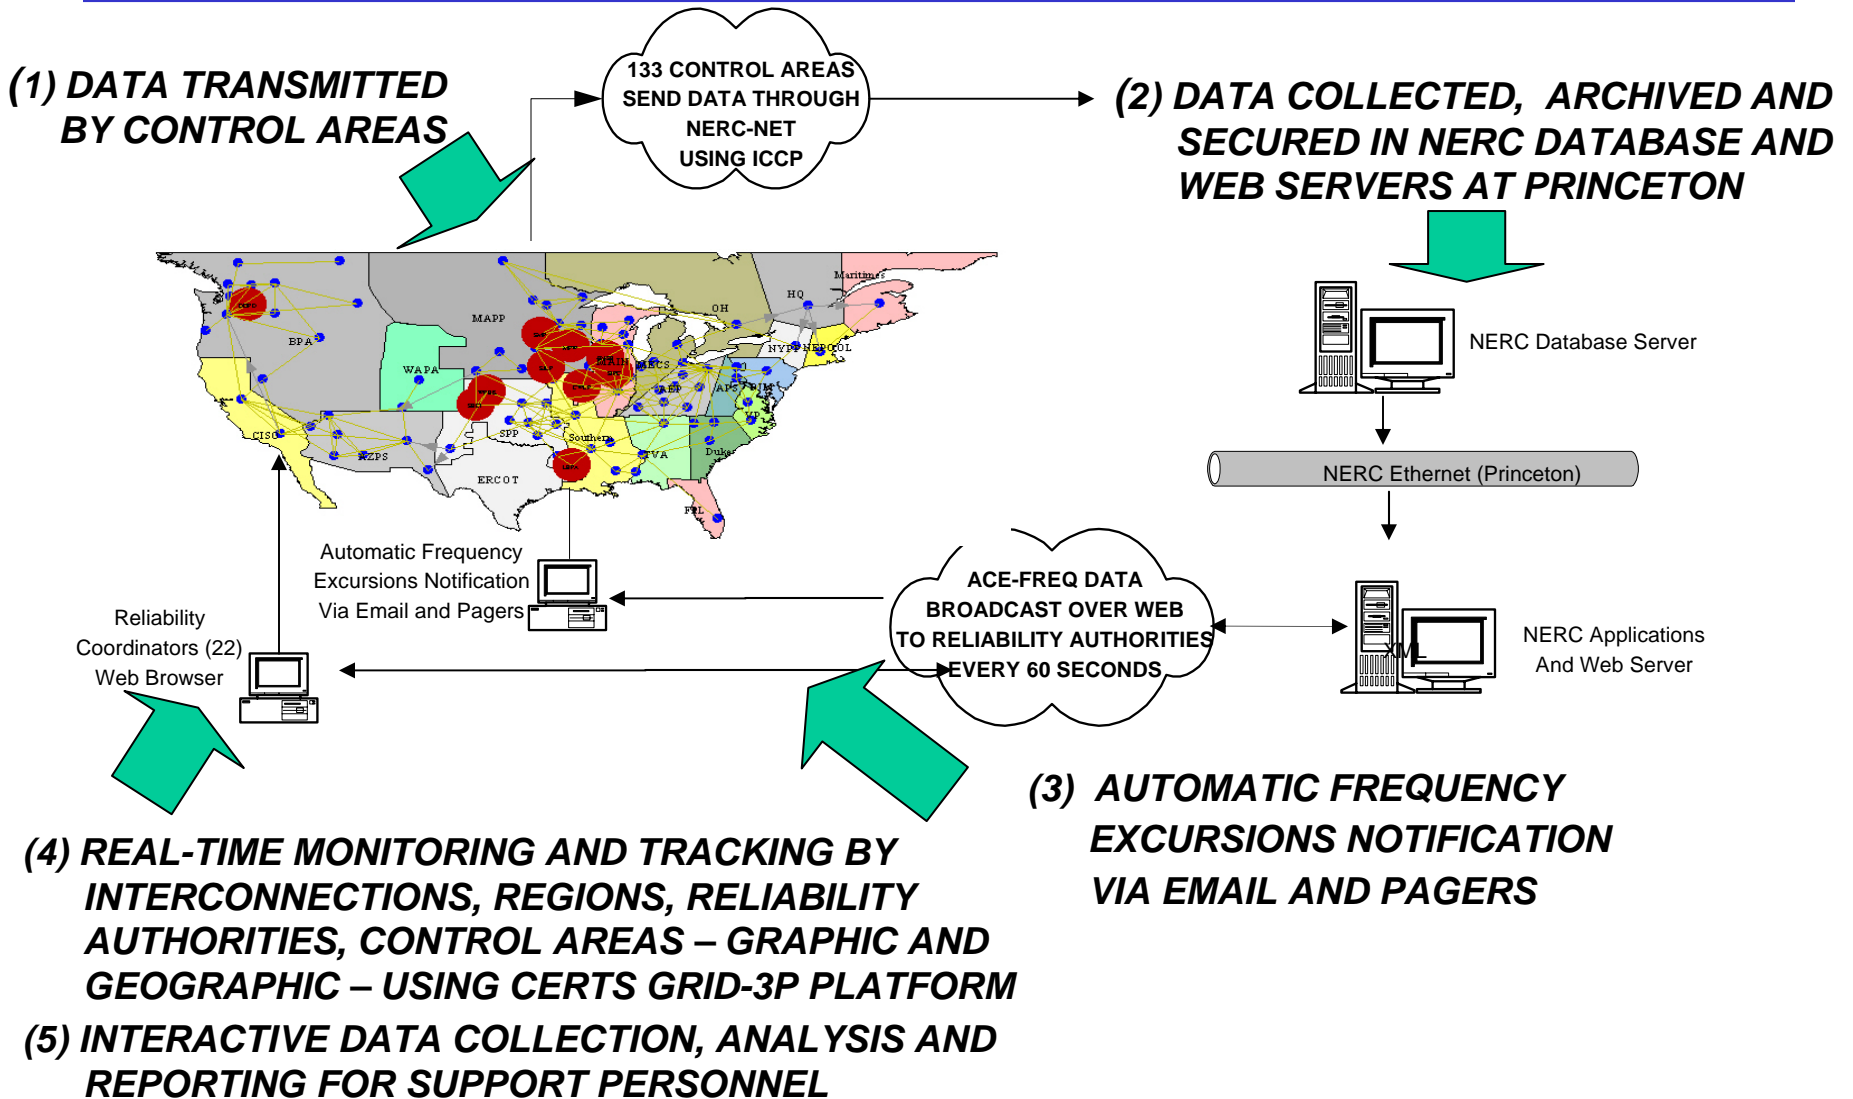 (1) DATA TRANSMITTED
BY CONTROL AREAS
133 CONTROL AREAS
SEND DATA THROUGH
NERC-NET
USING ICCP
(2) DATA COLLECTED, ARCHIVED AND
SECURED IN NERC DATABASE AND
WEB SERVERS AT PRINCETON
Maritimes
HQ
OH
MAPP
BPA
NYPP
NEPOOL
MAIN
MECS
WAPA
AEP
APS
PJM
VP
CISO
SPP
Southern
AZPS
TVA
Duke
ERCOT
FPL
NERC Database Server
NERC Ethernet (Princeton)
Automatic Frequency
Excursions Notification
Via Email and Pagers
ACE-FREQ DATA
BROADCAST OVER WEB
TO RELIABILITY AUTHORITIES
EVERY 60 SECONDS
Reliability
Coordinators (22)
Web Browser
XML
NERC Applications
And Web Server
(3) AUTOMATIC FREQUENCY
EXCURSIONS NOTIFICATION
VIA EMAIL AND PAGERS
(4) REAL-TIME MONITORING AND TRACKING BY
INTERCONNECTIONS, REGIONS, RELIABILITY
AUTHORITIES, CONTROL AREAS – GRAPHIC AND
GEOGRAPHIC – USING CERTS GRID-3P PLATFORM
(5) INTERACTIVE DATA COLLECTION, ANALYSIS AND
REPORTING FOR SUPPORT PERSONNEL